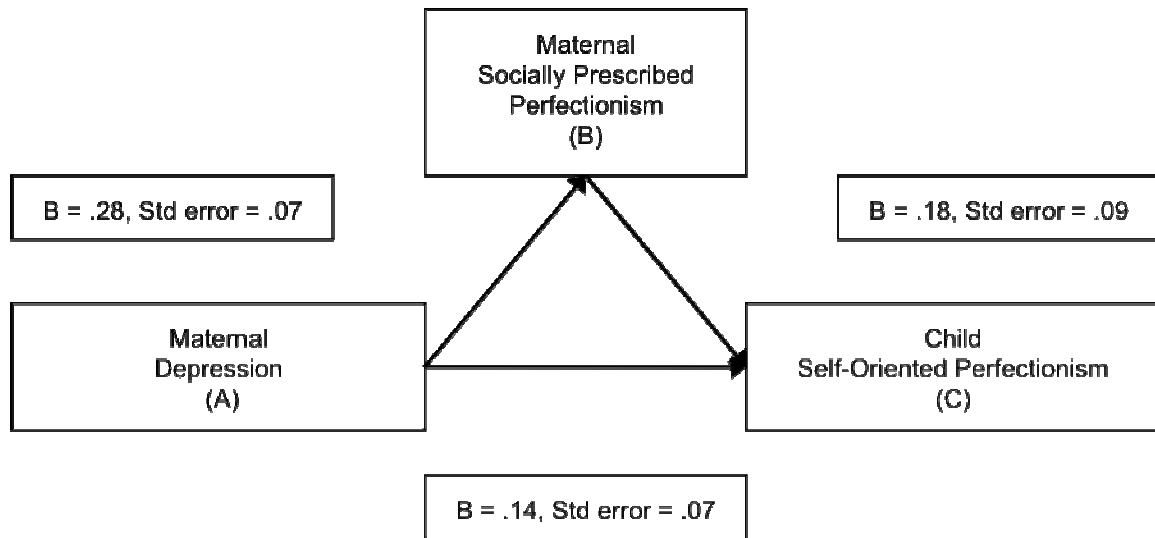 Maternal
Socially Prescribed
Perfectionism
(B)
B = .28, Std error = .07
B = .18, Std error = .09
Maternal
Depression
(A)
Child
Self-Oriented Perfectionism
(C)
B = .14, Std error = .07